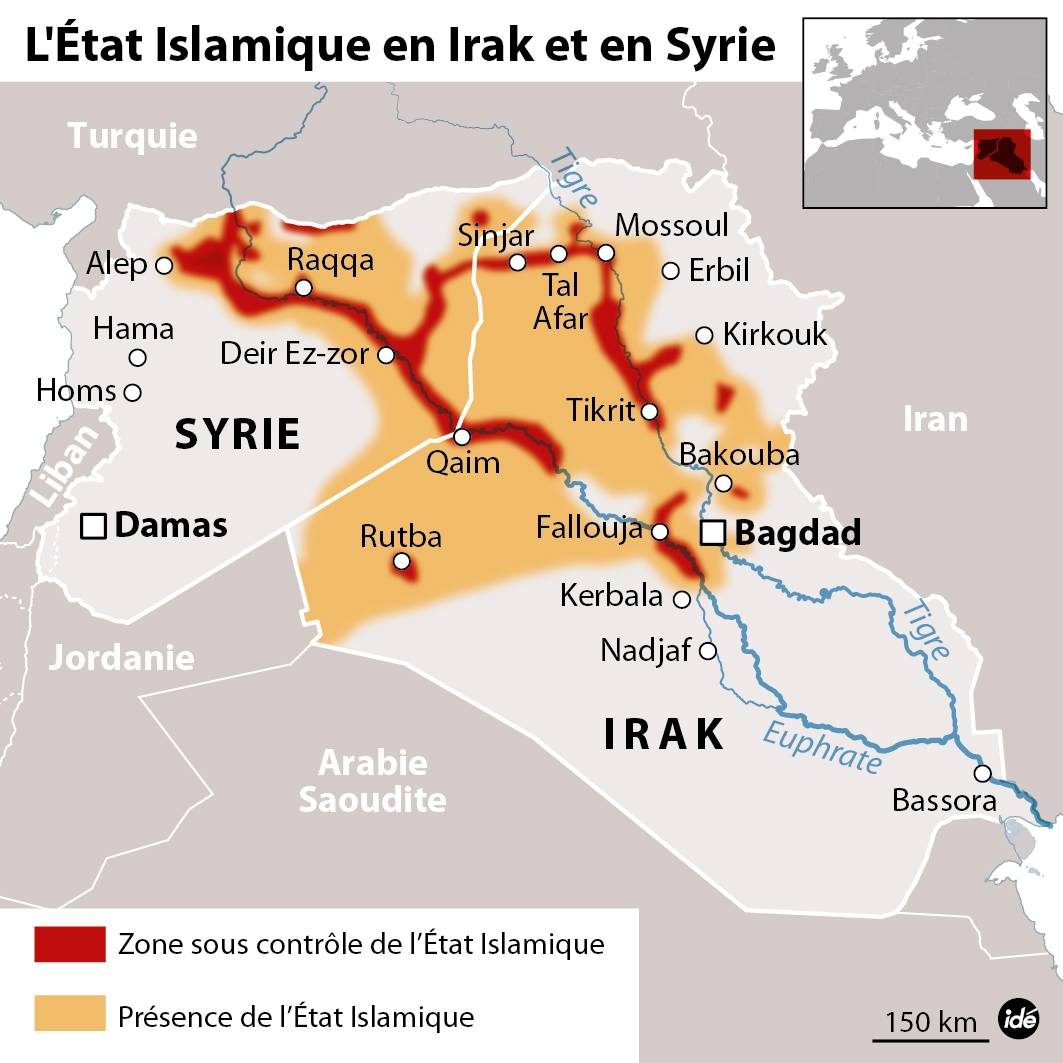 L'État Islamique en Irak et en Syrie
Turquie
Tigre
Mossoul
Sinjar
Alep
Raqqa
Erbil
Tal
Afar
Hama
Kirkouk
Deir Ez-zor
Homs
Tikrit
Iran
SYRIE
Liban
Qaim
Bakouba
Damas
Rutba
Fallouja
Bagdad
Kerbala
Tigre
Jordanie
Nadjaf
IRAK
Euphrate
Arabie
Saoudite
Bassora
Zone sous contrôle de l’État Islamique
Présence de l’État Islamique
150 km
idé